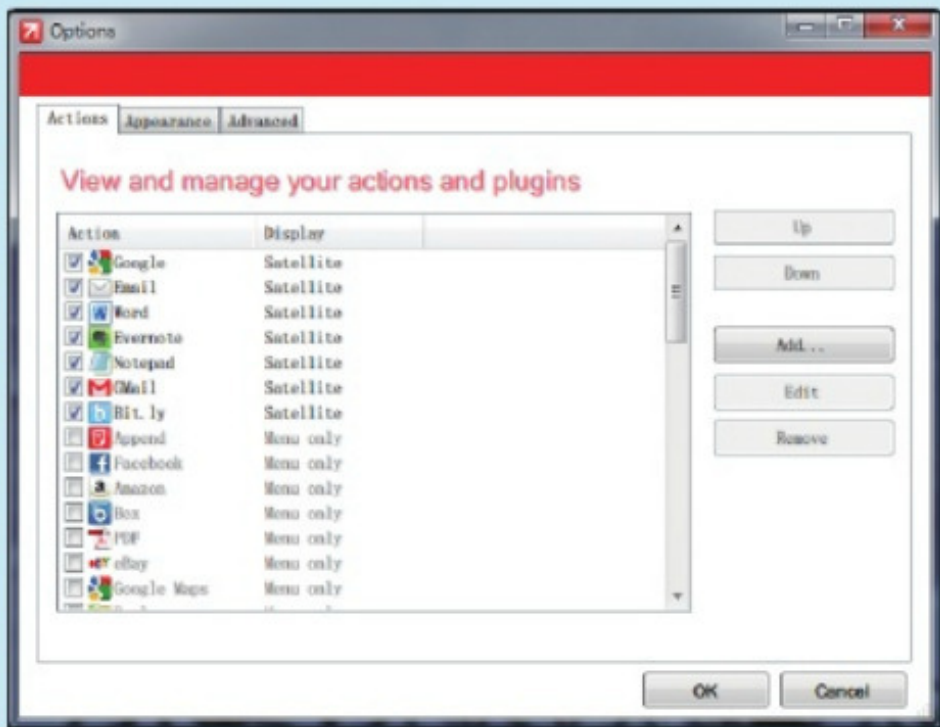 Options
Actions Appearance Advanced
View and manage your actions and plugins
Action Display
Google Satellite
Email Satellite
Word Satellite
Evernote Satellite
Notepad Satellite
GMail Satellite
Bit.ly Satellite
Append Menu only
Facebook Menu only
Amazon Menu only
Box Menu only
PDF Menu only
eBay Menu only
Google Maps Menu only
Up
Down
Add...
Edit
Remove
OK Cancel